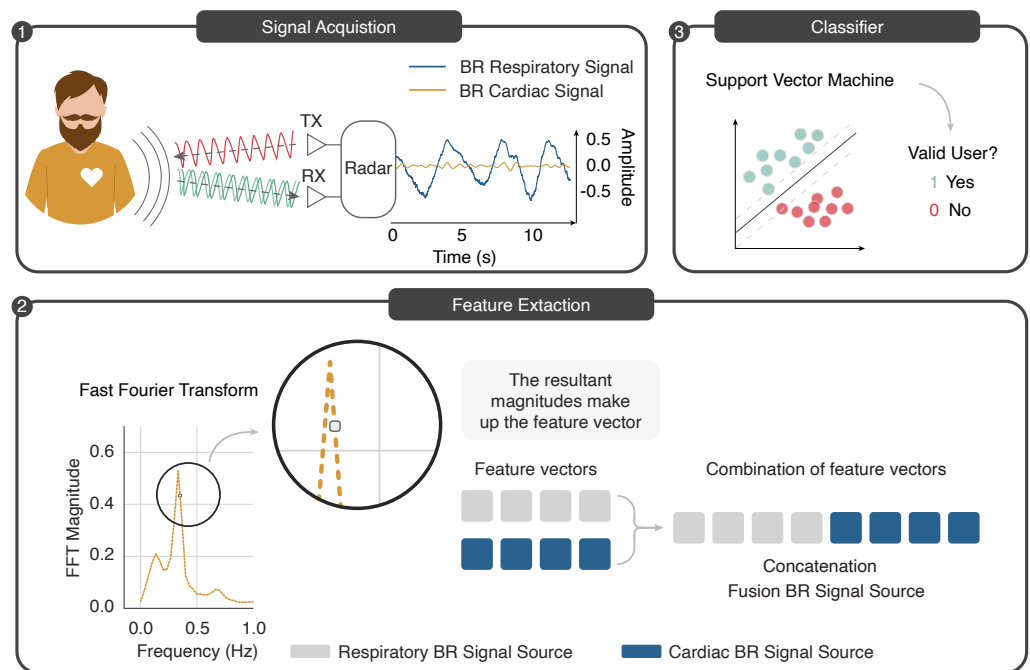 1
Signal Acquistion
BR Respiratory Signal
BR Cardiac Signal
TX
RX
Radar
0.5
0.0
-0.5
Amplitude
0 5 10
Time (s)
3
Classifier
Support Vector Machine
Valid User?
1 Yes
0 No
2
Feature Extaction
Fast Fourier Transform
0.6
0.4
0.2
0.0
FFT Magnitude
0.0 0.5 1.0
Frequency (Hz)
The resultant
magnitudes make
up the feature vector
Feature vectors
Combination of feature vectors
Concatenation
Fusion BR Signal Source
Respiratory BR Signal Source
Cardiac BR Signal Source